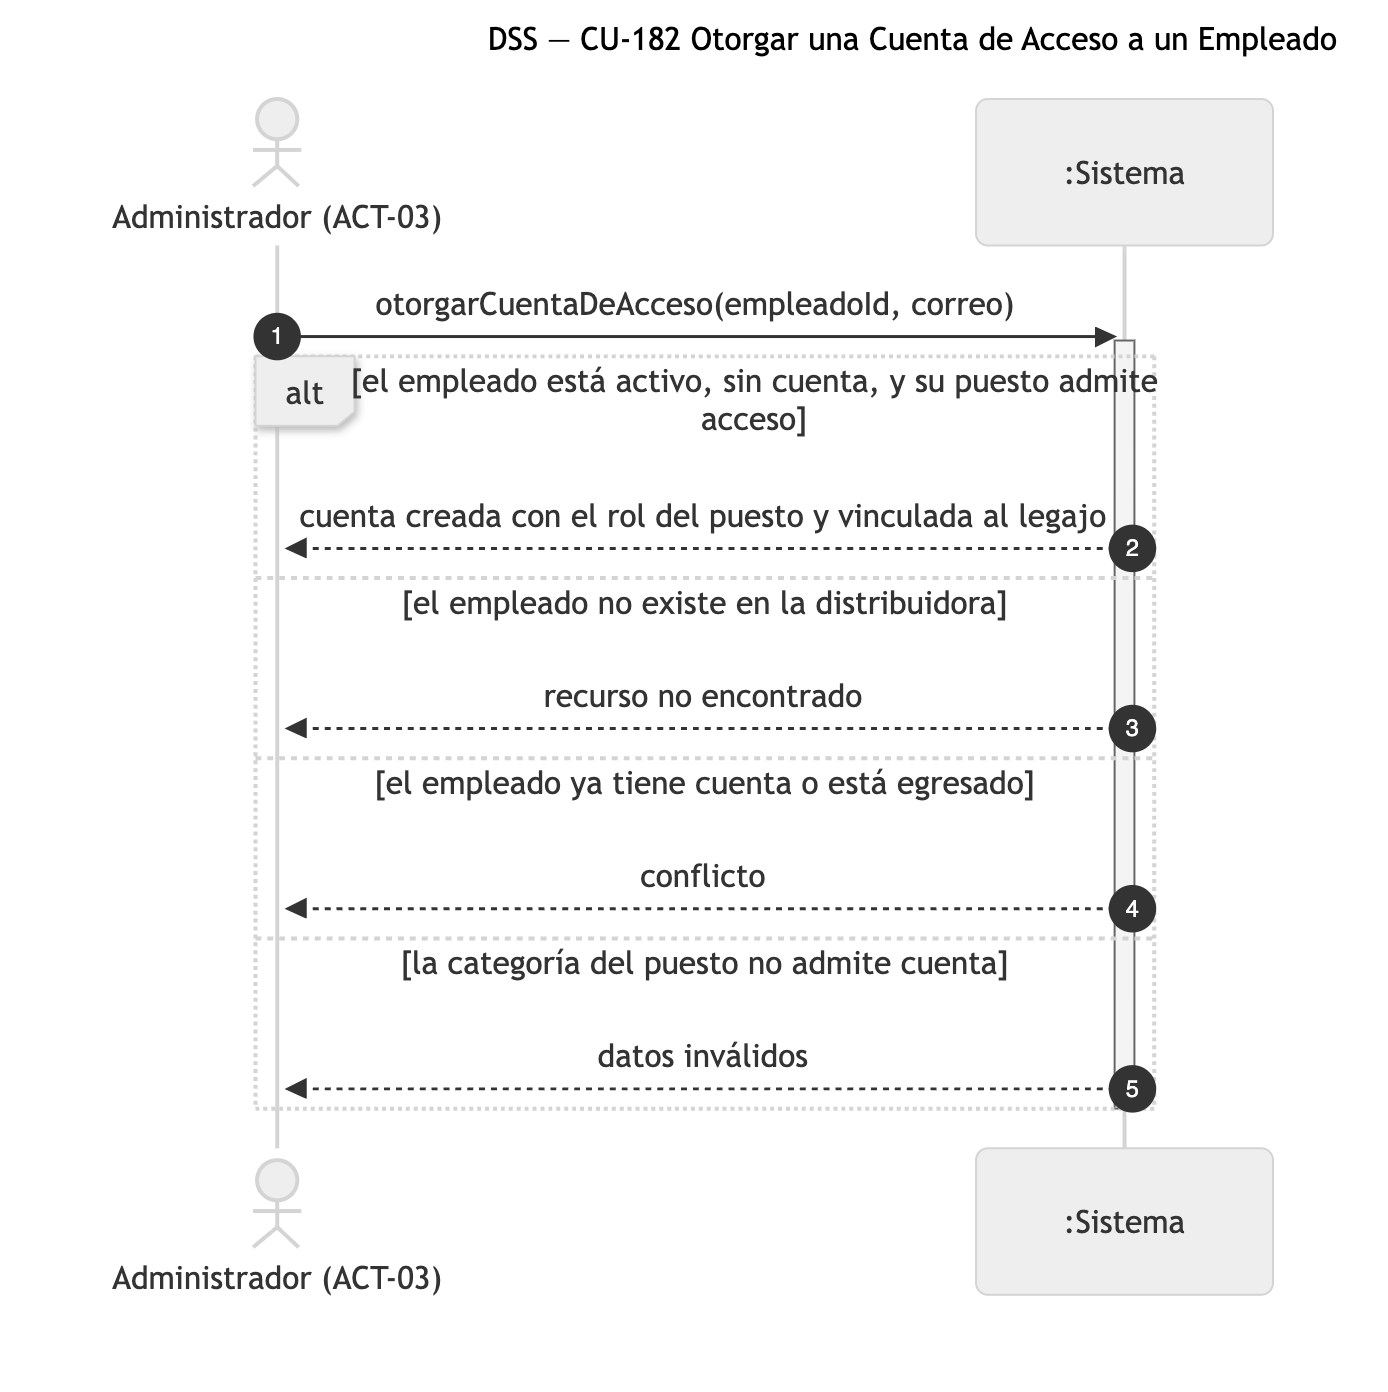 DSS — CU-182 Otorgar una Cuenta de Acceso a un Empleado
Administrador (ACT-03)
:Sistema
otorgarCuentaDeAcceso(empleadoId, correo)
1
alt
[el empleado está activo, sin cuenta, y su puesto admite
acceso]
cuenta creada con el rol del puesto y vinculada al legajo
2
[el empleado no existe en la distribuidora]
recurso no encontrado
3
[el empleado ya tiene cuenta o está egresado]
conflicto
4
[la categoría del puesto no admite cuenta]
datos inválidos
5
Administrador (ACT-03)
:Sistema